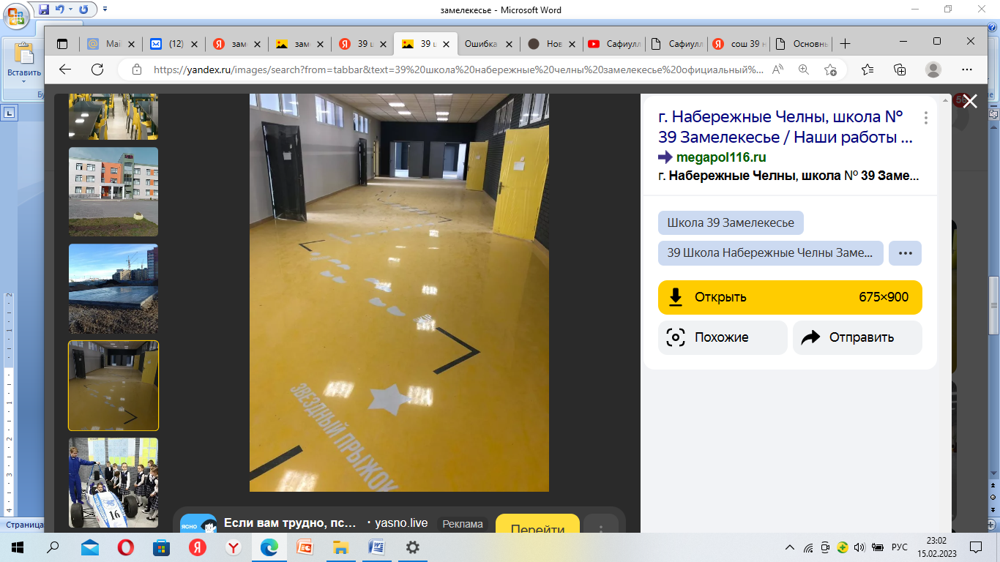 замелекесье - Microsoft Word
Mai
(12)
зам
зам
39 ш
39 ш
Ошибка
Нов
Сафиулл
Сафиулл
сош 39 н
Основнь
Вставить
https://yandex.ru/images/search?from=tabbar&text=39%20школа%20набережные%20челны%20замелекесье%20официальный%...
г. Набережные Челны, школа №
39 Замелекесье / Наши работы ...
megapol116.ru
г. Набережные Челны, школа № 39 Заме...
Школа 39 Замелекесье
39 Школа Набережные Челны Заме...
Открыть 675×900
Похожие
Отправить
ЗВЕЗДНЫЙ ПРЫЖОК
16
ЯСНО
Если вам трудно, пс... · yasno.live
Реклама
Перейти
Страница
РУС
23:02
15.02.2023